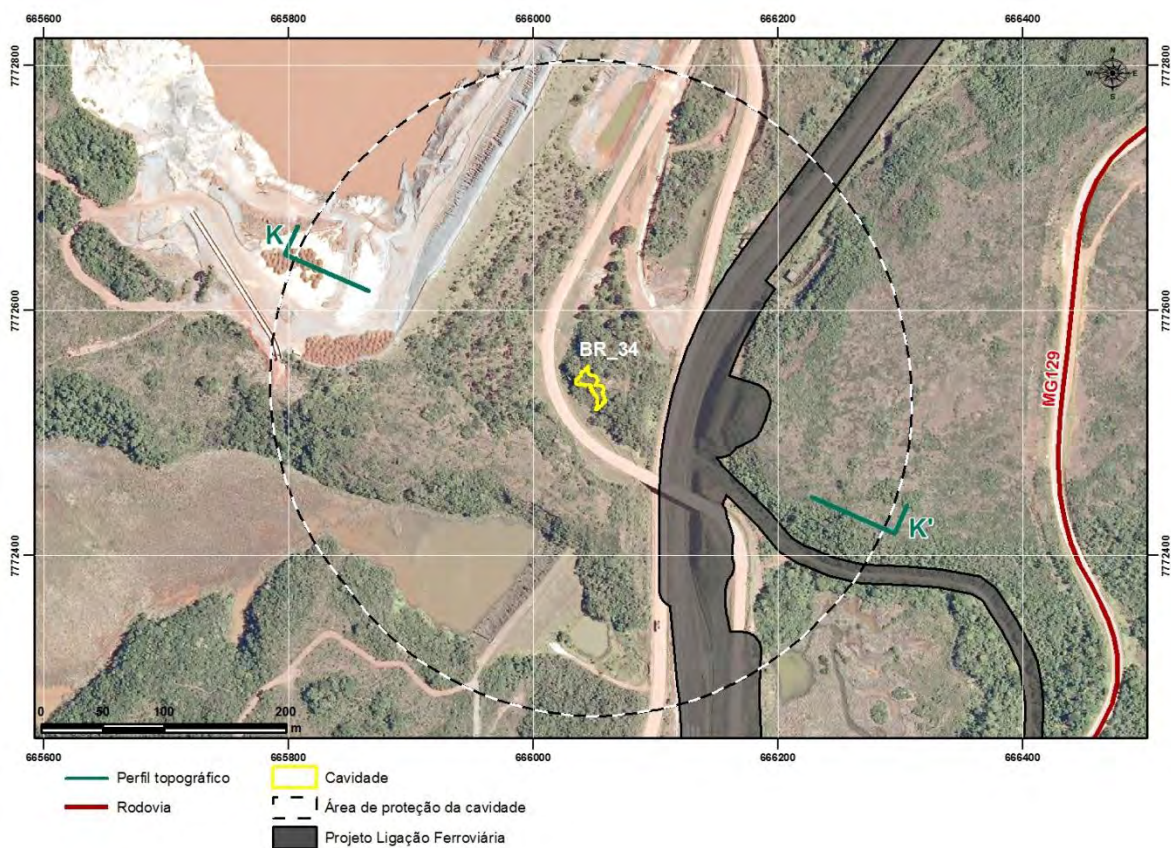 665600 665800 666000 666200 666400
7772800 7772800
N
W E
S
K
7772600 7772600
BR_34
MG129
K'
7772400 7772400
0 50 100 200
m
665600 665800 666000 666200 666400
Perfil topográfico Cavidade
Rodovia Área de proteção da cavidade
Projeto Ligação Ferroviária